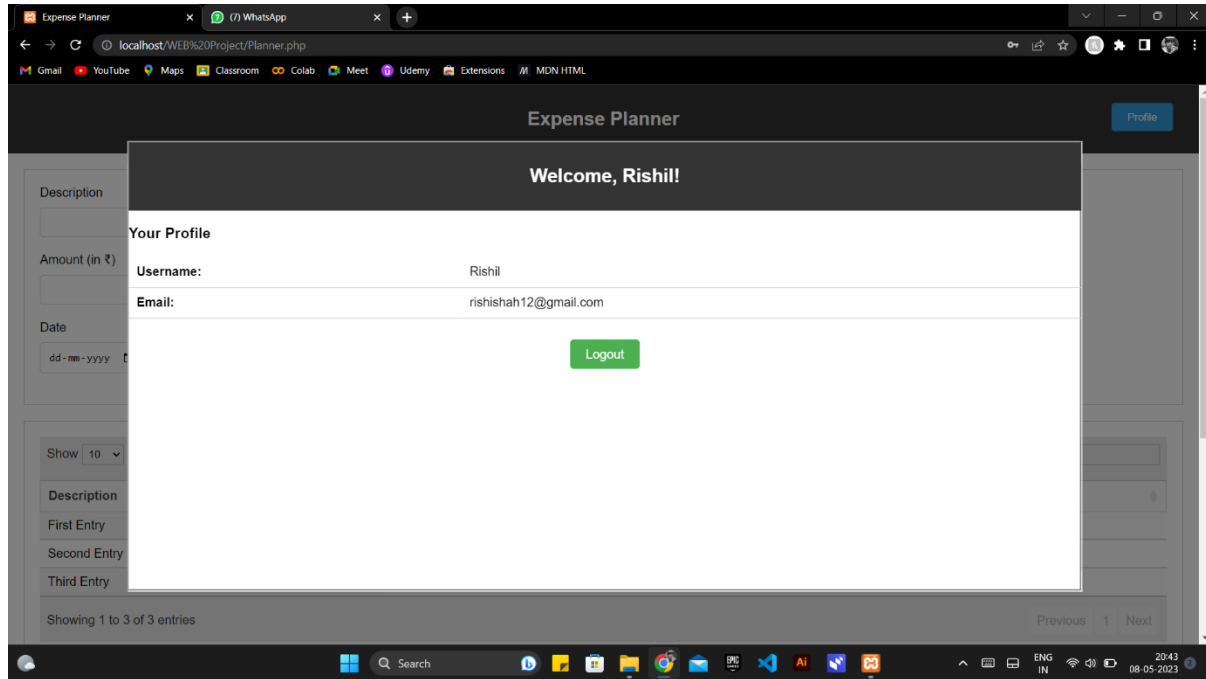 Expense Planner
(7) WhatsApp
localhost/WEB%20Project/Planner.php
Gmail YouTube Maps Classroom Colab Meet Udemy Extensions MDN HTML
Expense Planner
Profile
Welcome, Rishil!
Description
Your Profile
Amount (in ₹)
Username: Rishil
Email: rishishah12@gmail.com
Date
Logout
dd-mm-yyyy
Show 10
Description
First Entry
Second Entry
Third Entry
Showing 1 to 3 of 3 entries
Previous 1 Next
Search
EPIC
Ai
ENG
IN
20:43
08-05-2023